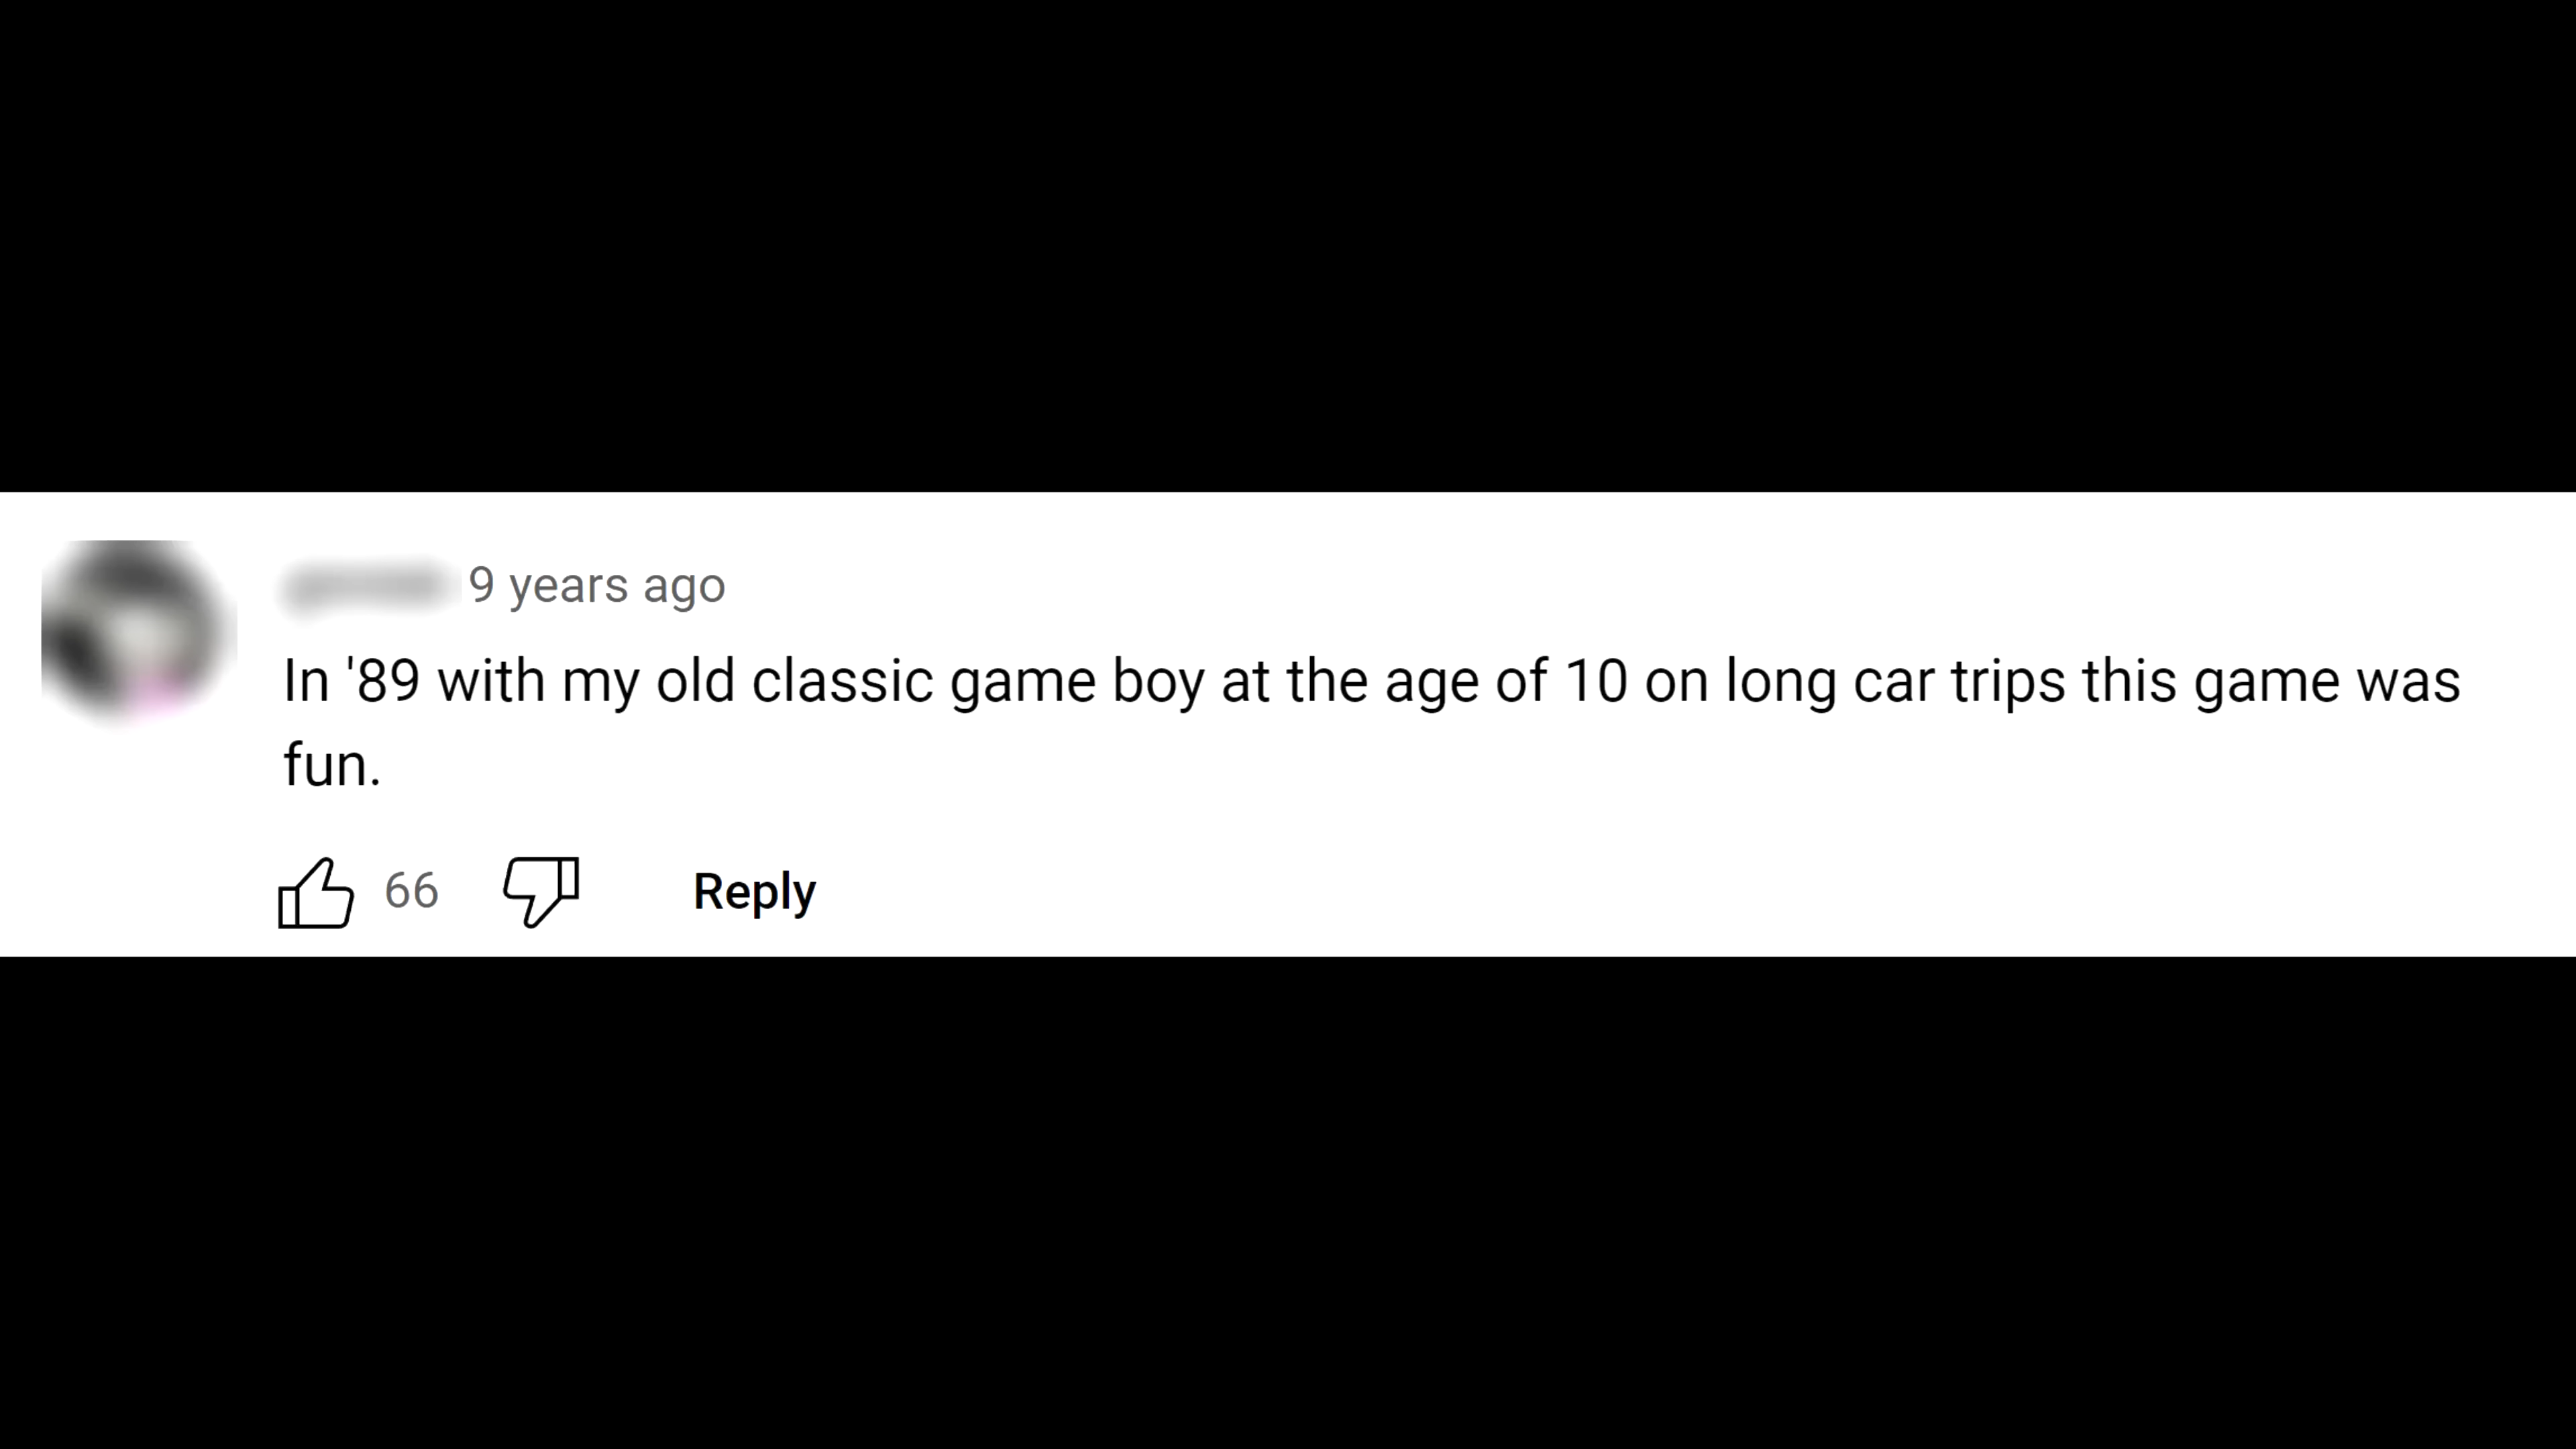 9 years ago
In '89 with my old classic game boy at the age of 10 on long car trips this game was
fun.
66
Reply